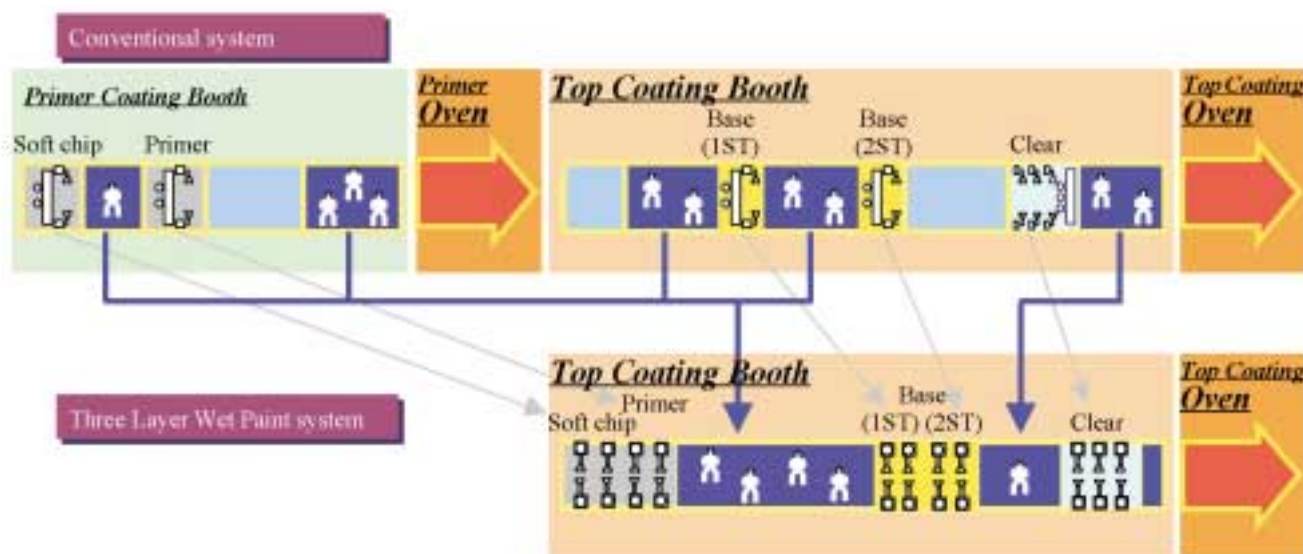 Conventional system
Primer Coating Booth
Primer
Oven
Top Coating Booth
Top Coating
Oven
Soft chip
Primer
Base
(1ST)
Base
(2ST)
Clear
Three Layer Wet Paint system
Top Coating Booth
Top Coating
Oven
Primer
Soft chip
Base
(1ST) (2ST)
Clear